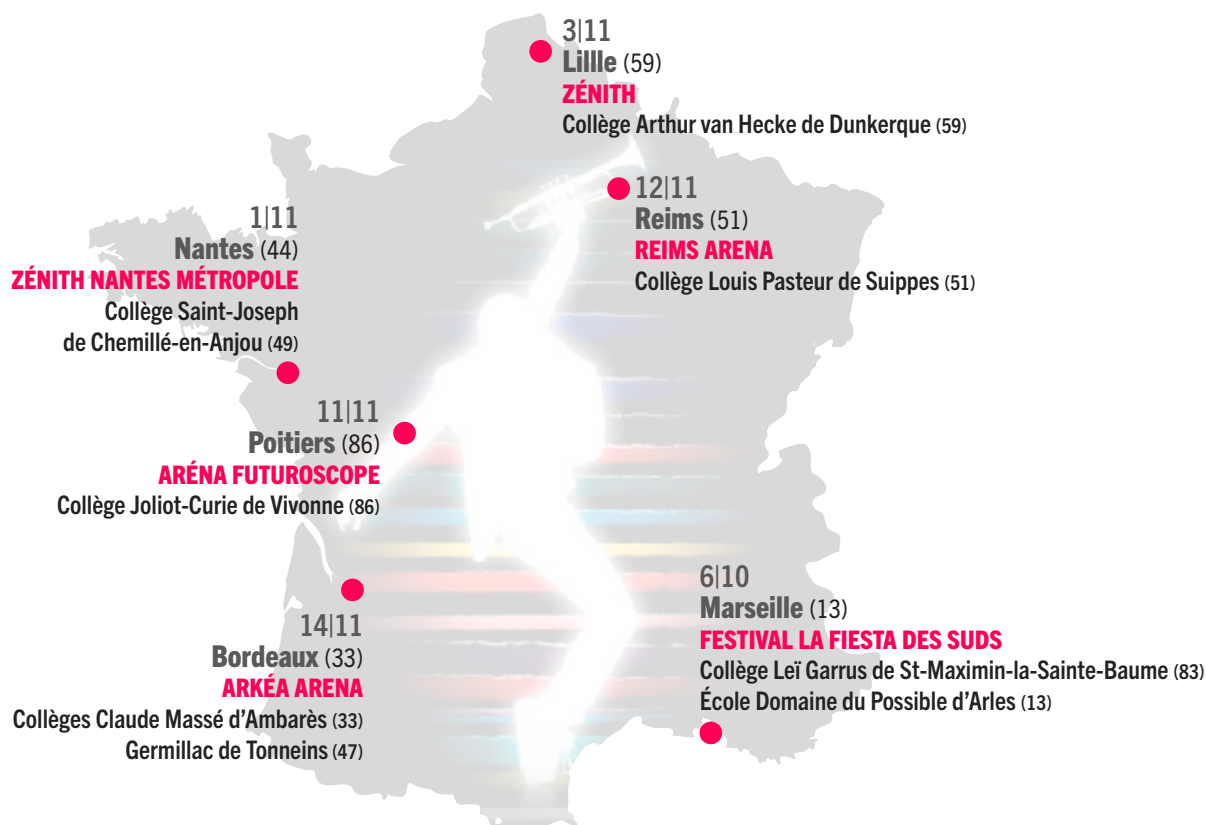 3|11
Lillle (59)
ZÉNITH
Collège Arthur van Hecke de Dunkerque (59)
12|11
Reims (51)
REIMS ARENA
Collège Louis Pasteur de Suippes (51)
1|11
Nantes (44)
ZÉNITH NANTES MÉTROPOLE
Collège Saint-Joseph
de Chemillé-en-Anjou (49)
11|11
Poitiers (86)
ARÉNA FUTUROSCOPE
Collège Joliot-Curie de Vivonne (86)
14|11
Bordeaux (33)
ARKÉA ARENA
Collèges Claude Massé d’Ambarès (33)
Germillac de Tonneins (47)
6|10
Marseille (13)
FESTIVAL LA FIESTA DES SUDS
Collège Leï Garrus de St-Maximin-la-Sainte-Baume (83)
École Domaine du Possible d’Arles (13)